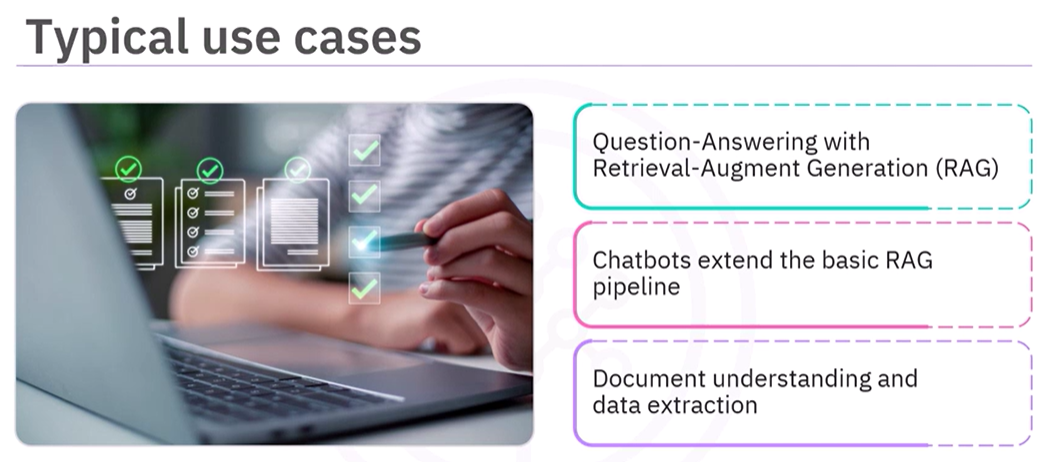 Typical use cases
Question-Answering with
Retrieval-Augment Generation (RAG)
Chatbots extend the basic RAG
pipeline
Document understanding and
data extraction